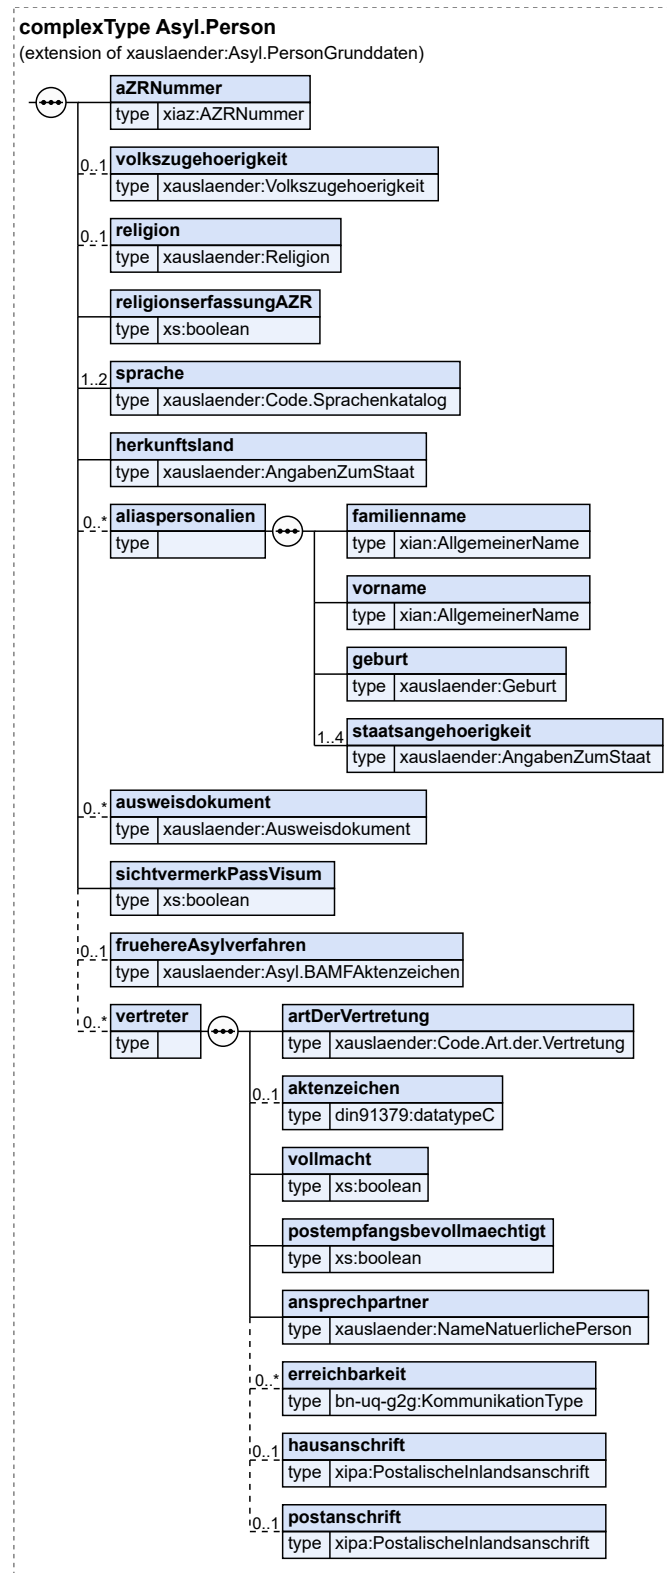 complexType Asyl.Person
(extension of xauslaender:Asyl.PersonGrunddaten)
aZRNummer
type xiaz:AZRNummer
0..1 volkszugehoerigkeit
type xauslaender:Volkszugehoerigkeit
0..1 religion
type xauslaender:Religion
religionserfassungAZR
type xs:boolean
1..2 sprache
type xauslaender:Code.Sprachenkatalog
herkunftsland
type xauslaender:AngabenZumStaat
0..* aliaspersonalien
type
familienname
type xian:AllgemeinerName
vorname
type xian:AllgemeinerName
geburt
type xauslaender:Geburt
1..4 staatsangehoerigkeit
type xauslaender:AngabenZumStaat
0..* ausweisdokument
type xauslaender:Ausweisdokument
sichtvermerkPassVisum
type xs:boolean
0..1 fruehereAsylverfahren
type xauslaender:Asyl.BAMFAktenzeichen
0..* vertreter
type
artDerVertretung
type xauslaender:Code.Art.der.Vertretung
0..1 aktenzeichen
type din91379:datatypeC
vollmacht
type xs:boolean
postempfangsbevollmaechtigt
type xs:boolean
ansprechpartner
type xauslaender:NameNatuerlichePerson
0..* erreichbarkeit
type bn-uq-g2g:KommunikationType
0..1 hausanschrift
type xipa:PostalischeInlandsanschrift
0..1 postanschrift
type xipa:PostalischeInlandsanschrift